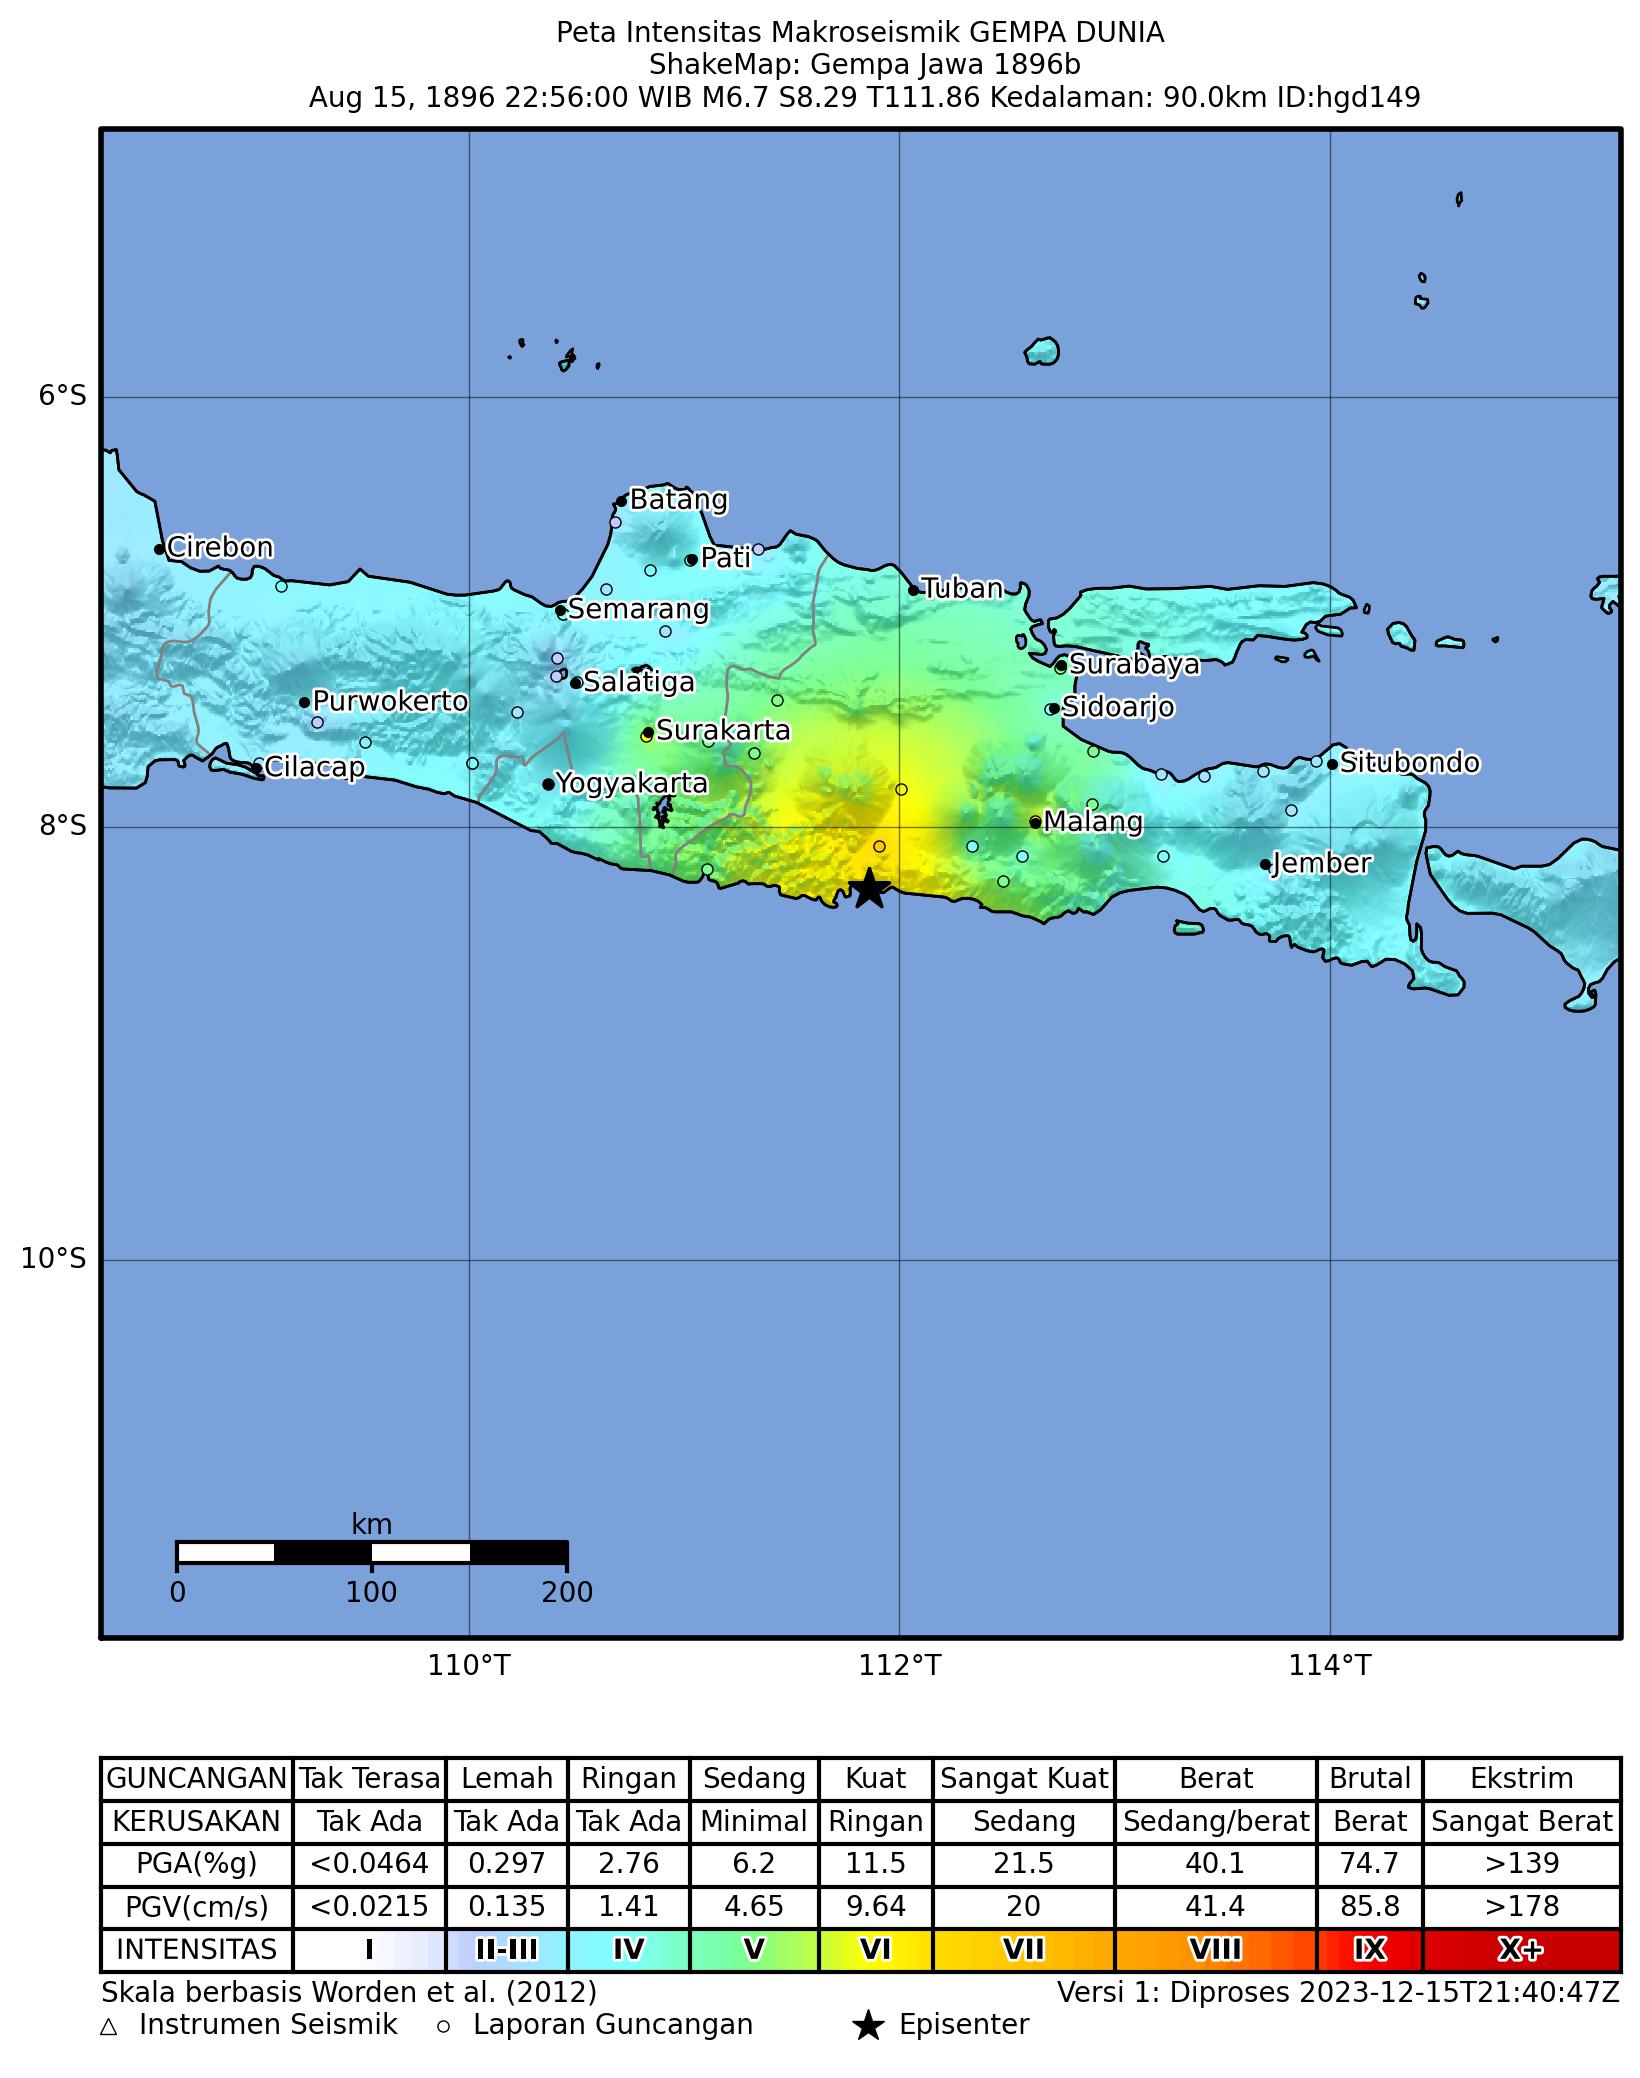 Peta Intensitas Makroseismik GEMPA DUNIA
ShakeMap: Gempa Jawa 1896b
Aug 15, 1896 22:56:00 WIB M6.7 S8.29 T111.86 Kedalaman: 90.0km ID:hgd149
6°S
Batang
Cirebon
Pati
Tuban
Semarang
Surabaya
Salatiga
Purwokerto
Sidoarjo
Surakarta
Situbondo
Cilacap
Yogyakarta
8°S
Malang
Jember
10°S
km
0 100 200
110°T 112°T 114°T
GUNCANGAN Tak Terasa Lemah Ringan Sedang Kuat Sangat Kuat Berat Brutal Ekstrim
KERUSAKAN Tak Ada Tak Ada Tak Ada Minimal Ringan Sedang Sedang/berat Berat Sangat Berat
PGA(%g) <0.0464 0.297 2.76 6.2 11.5 21.5 40.1 74.7 >139
PGV(cm/s) <0.0215 0.135 1.41 4.65 9.64 20 41.4 85.8 >178
INTENSITAS I II-III IV V VI VII VIII IX X+
Skala berbasis Worden et al. (2012) Versi 1: Diproses 2023-12-15T21:40:47Z
△ Instrumen Seismik ○ Laporan Guncangan ★ Episenter